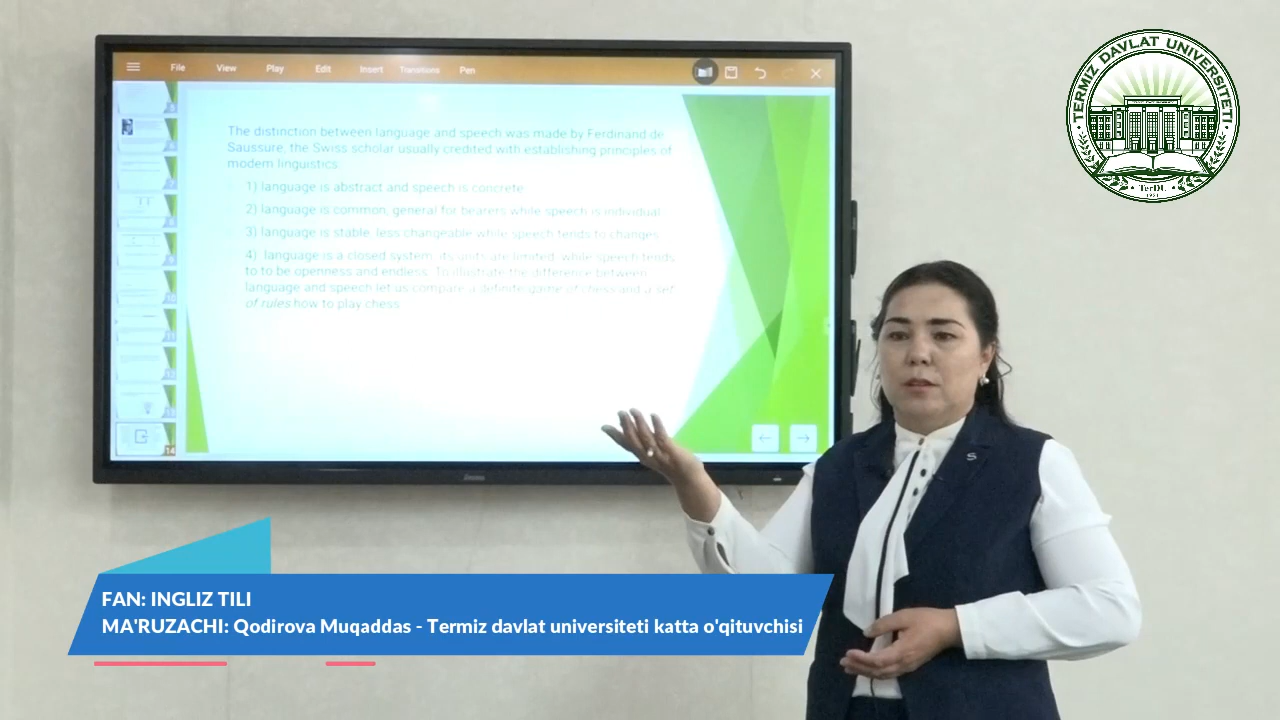 File View Play Edit Insert Transitions Pen
The distinction between language and speech was made by Ferdinand de
Saussure, the Swiss scholar usually credited with establishing principles of
modern linguistics:
1) language is abstract and speech is concrete
2) language is common, general for bearers while speech is individual
3) language is stable, less changeable while speech tends to changes
4) language is a closed system, its units are limited, while speech tends
to to be openness and endless. To illustrate the difference between
language and speech let us compare a definite game of chess and a set
of rules how to play chess
10
11
12
13
14
TERMIZ DAVLAT UNIVERSITETI
TerDU
S
FAN: INGLIZ TILI
MA'RUZACHI: Qodirova Muqaddas - Termiz davlat universiteti katta o'qituvchisi